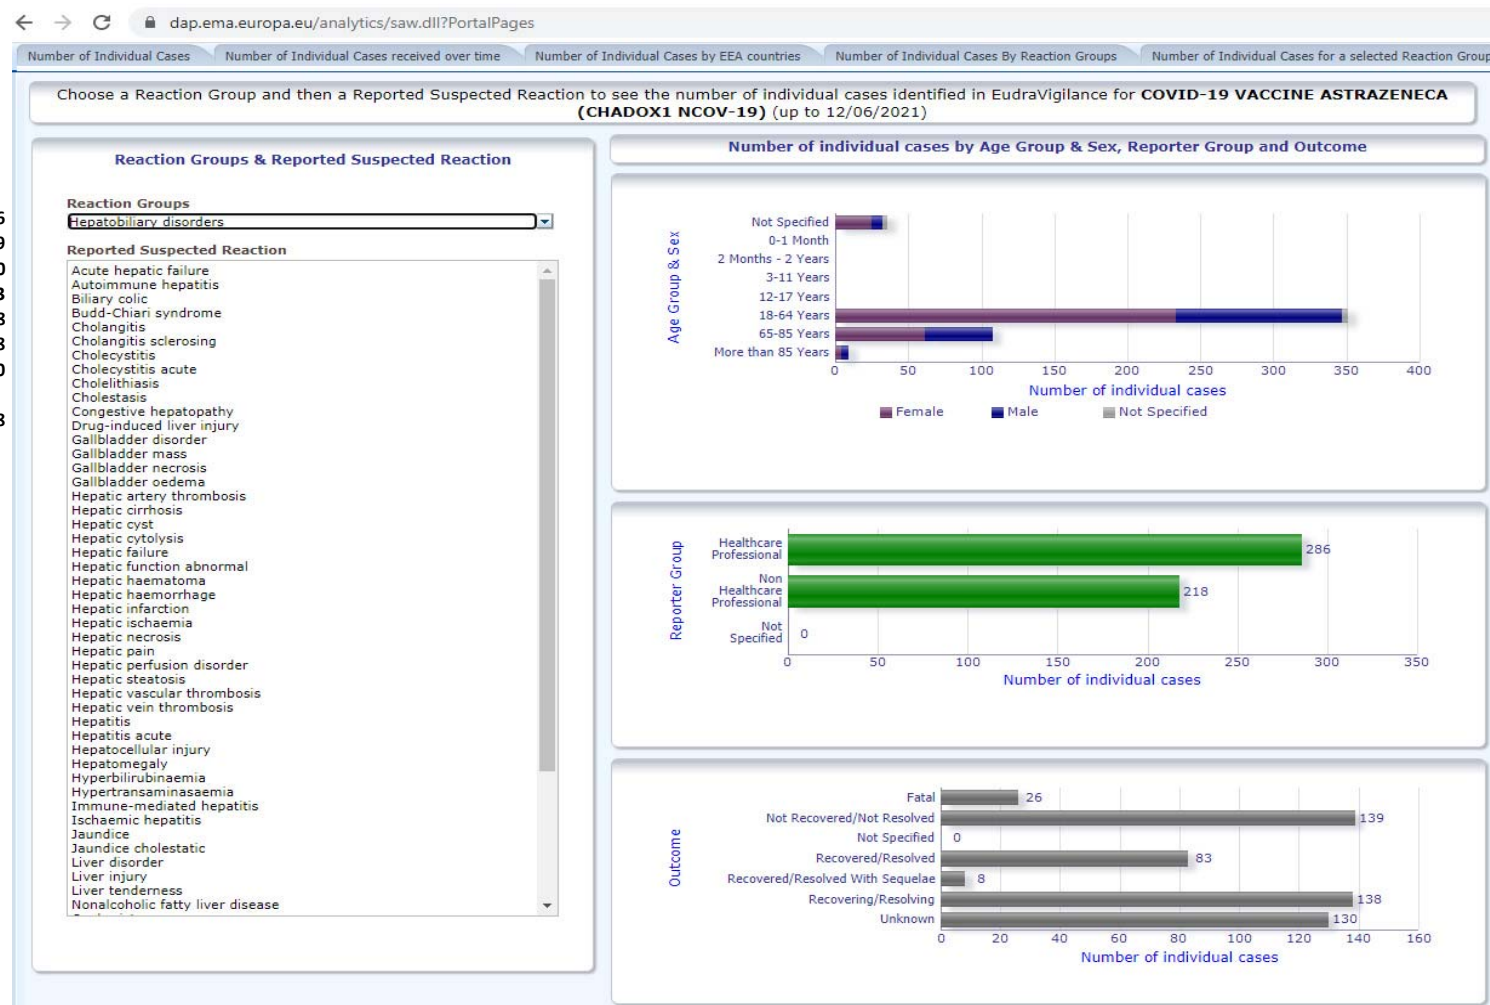 dap.ema.europa.eu/analytics/saw.dll?PortalPages
Number of Individual Cases
Number of Individual Cases received over time
Number of Individual Cases by EEA countries
Number of Individual Cases By Reaction Groups
Number of Individual Cases for a selected Reaction Group
Choose a Reaction Group and then a Reported Suspected Reaction to see the number of individual cases identified in EudraVigilance for COVID-19 VACCINE ASTRAZENECA
(CHADOX1 NCOV-19) (up to 12/06/2021)
Reaction Groups & Reported Suspected Reaction
Reaction Groups
Hepatobiliary disorders
Reported Suspected Reaction
Acute hepatic failure
Autoimmune hepatitis
Biliary colic
Budd-Chiari syndrome
Cholangitis
Cholangitis sclerosing
Cholecystitis
Cholecystitis acute
Cholelithiasis
Cholestasis
Congestive hepatopathy
Drug-induced liver injury
Gallbladder disorder
Gallbladder mass
Gallbladder necrosis
Gallbladder oedema
Hepatic artery thrombosis
Hepatic cirrhosis
Hepatic cyst
Hepatic cytolysis
Hepatic failure
Hepatic function abnormal
Hepatic haematoma
Hepatic haemorrhage
Hepatic infarction
Hepatic ischaemia
Hepatic necrosis
Hepatic pain
Hepatic perfusion disorder
Hepatic steatosis
Hepatic vascular thrombosis
Hepatic vein thrombosis
Hepatitis
Hepatitis acute
Hepatocellular injury
Hepatomegaly
Hyperbilirubinaemia
Hypertransaminasaemia
Immune-mediated hepatitis
Ischaemic hepatitis
Jaundice
Jaundice cholestatic
Liver disorder
Liver injury
Liver tenderness
Nonalcoholic fatty liver disease
Number of individual cases by Age Group & Sex, Reporter Group and Outcome
Age Group & Sex
Not Specified
0-1 Month
2 Months - 2 Years
3-11 Years
12-17 Years
18-64 Years
65-85 Years
More than 85 Years
0 50 100 150 200 250 300 350 400
Number of individual cases
Female Male Not Specified
Reporter Group
Healthcare
Professional
286
Non
Healthcare
Professional
218
Not
Specified
0
0 50 100 150 200 250 300 350
Number of individual cases
Outcome
Fatal 26
Not Recovered/Not Resolved 139
Not Specified 0
Recovered/Resolved 83
Recovered/Resolved With Sequelae 8
Recovering/Resolving 138
Unknown 130
0 20 40 60 80 100 120 140 160
Number of individual cases